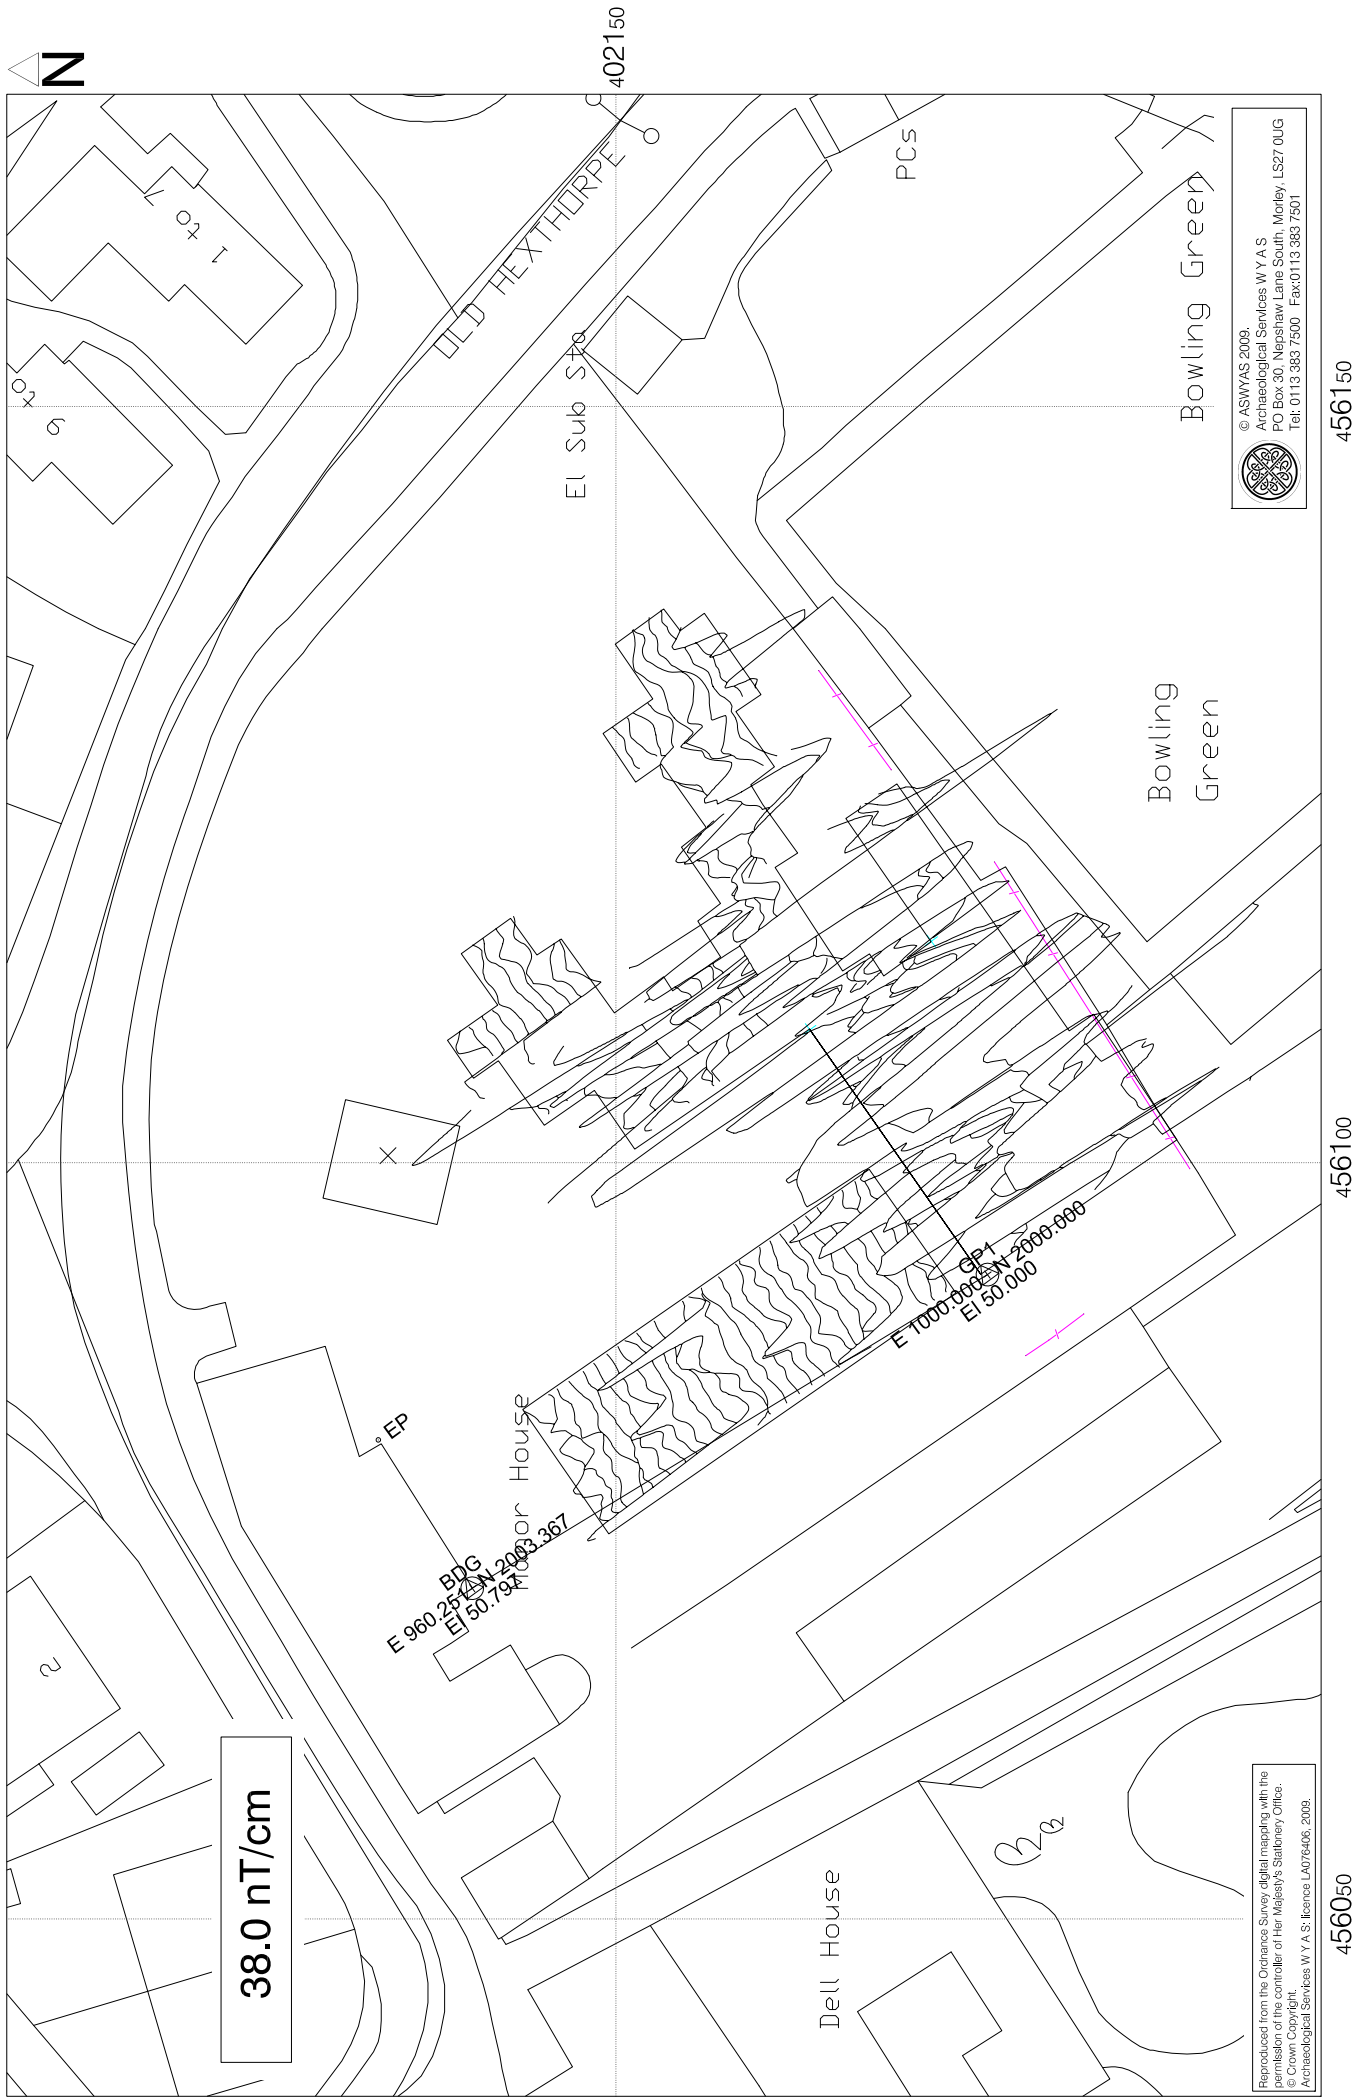 N
402150
1 to 7
9 to
OLD HEXTHORPE
El Sub Sta
PCs
Bowling Green
© ASWYAS 2009.
Archaeological Services W Y A S
PO Box 30, Nepshaw Lane South, Morley, LS27 0UG
Tel: 0113 383 7500 Fax:0113 383 7501
456150
Bowling
Green
456100
GP1
E 1000.000 N 2000.000
El 50.000
EP
Manor House
BDG
E 960.251 N 2003.367
El 50.797
2
38.0 nT/cm
Dell House
456050
Reproduced from the Ordnance Survey digital mapping with the
permission of the controller of Her Majesty's Stationery Office.
© Crown Copyright.
Archaeological Services W Y A S: licence LA076406, 2009.